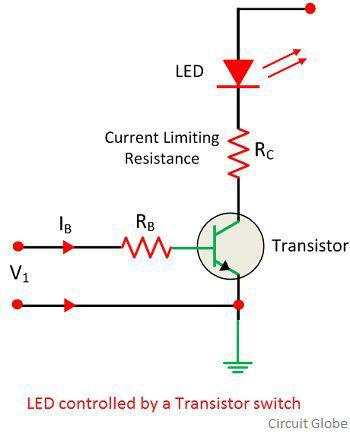 LED
Current Limiting
Resistance
R_C
I_B
R_B
Transistor
V_1
LED controlled by a Transistor switch
Circuit Globe